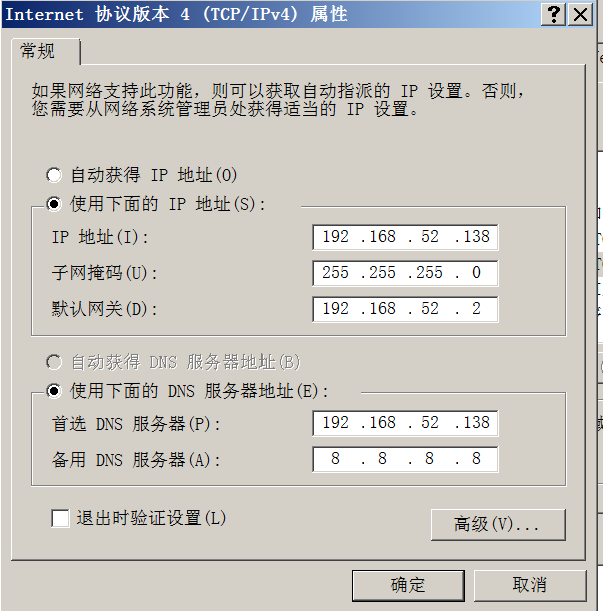 Internet 协议版本 4 (TCP/IPv4) 属性
常规
如果网络支持此功能，则可以获取自动指派的 IP 设置。否则，
您需要从网络系统管理员处获得适当的 IP 设置。
自动获得 IP 地址(O)
使用下面的 IP 地址(S):
IP 地址(I): 192 .168 . 52 .138
子网掩码(U): 255 .255 .255 . 0
默认网关(D): 192 .168 . 52 . 2
自动获得 DNS 服务器地址(B)
使用下面的 DNS 服务器地址(E):
首选 DNS 服务器(P): 192 .168 . 52 .138
备用 DNS 服务器(A): 8 . 8 . 8 . 8
退出时验证设置(L)
高级(V)...
确定 取消